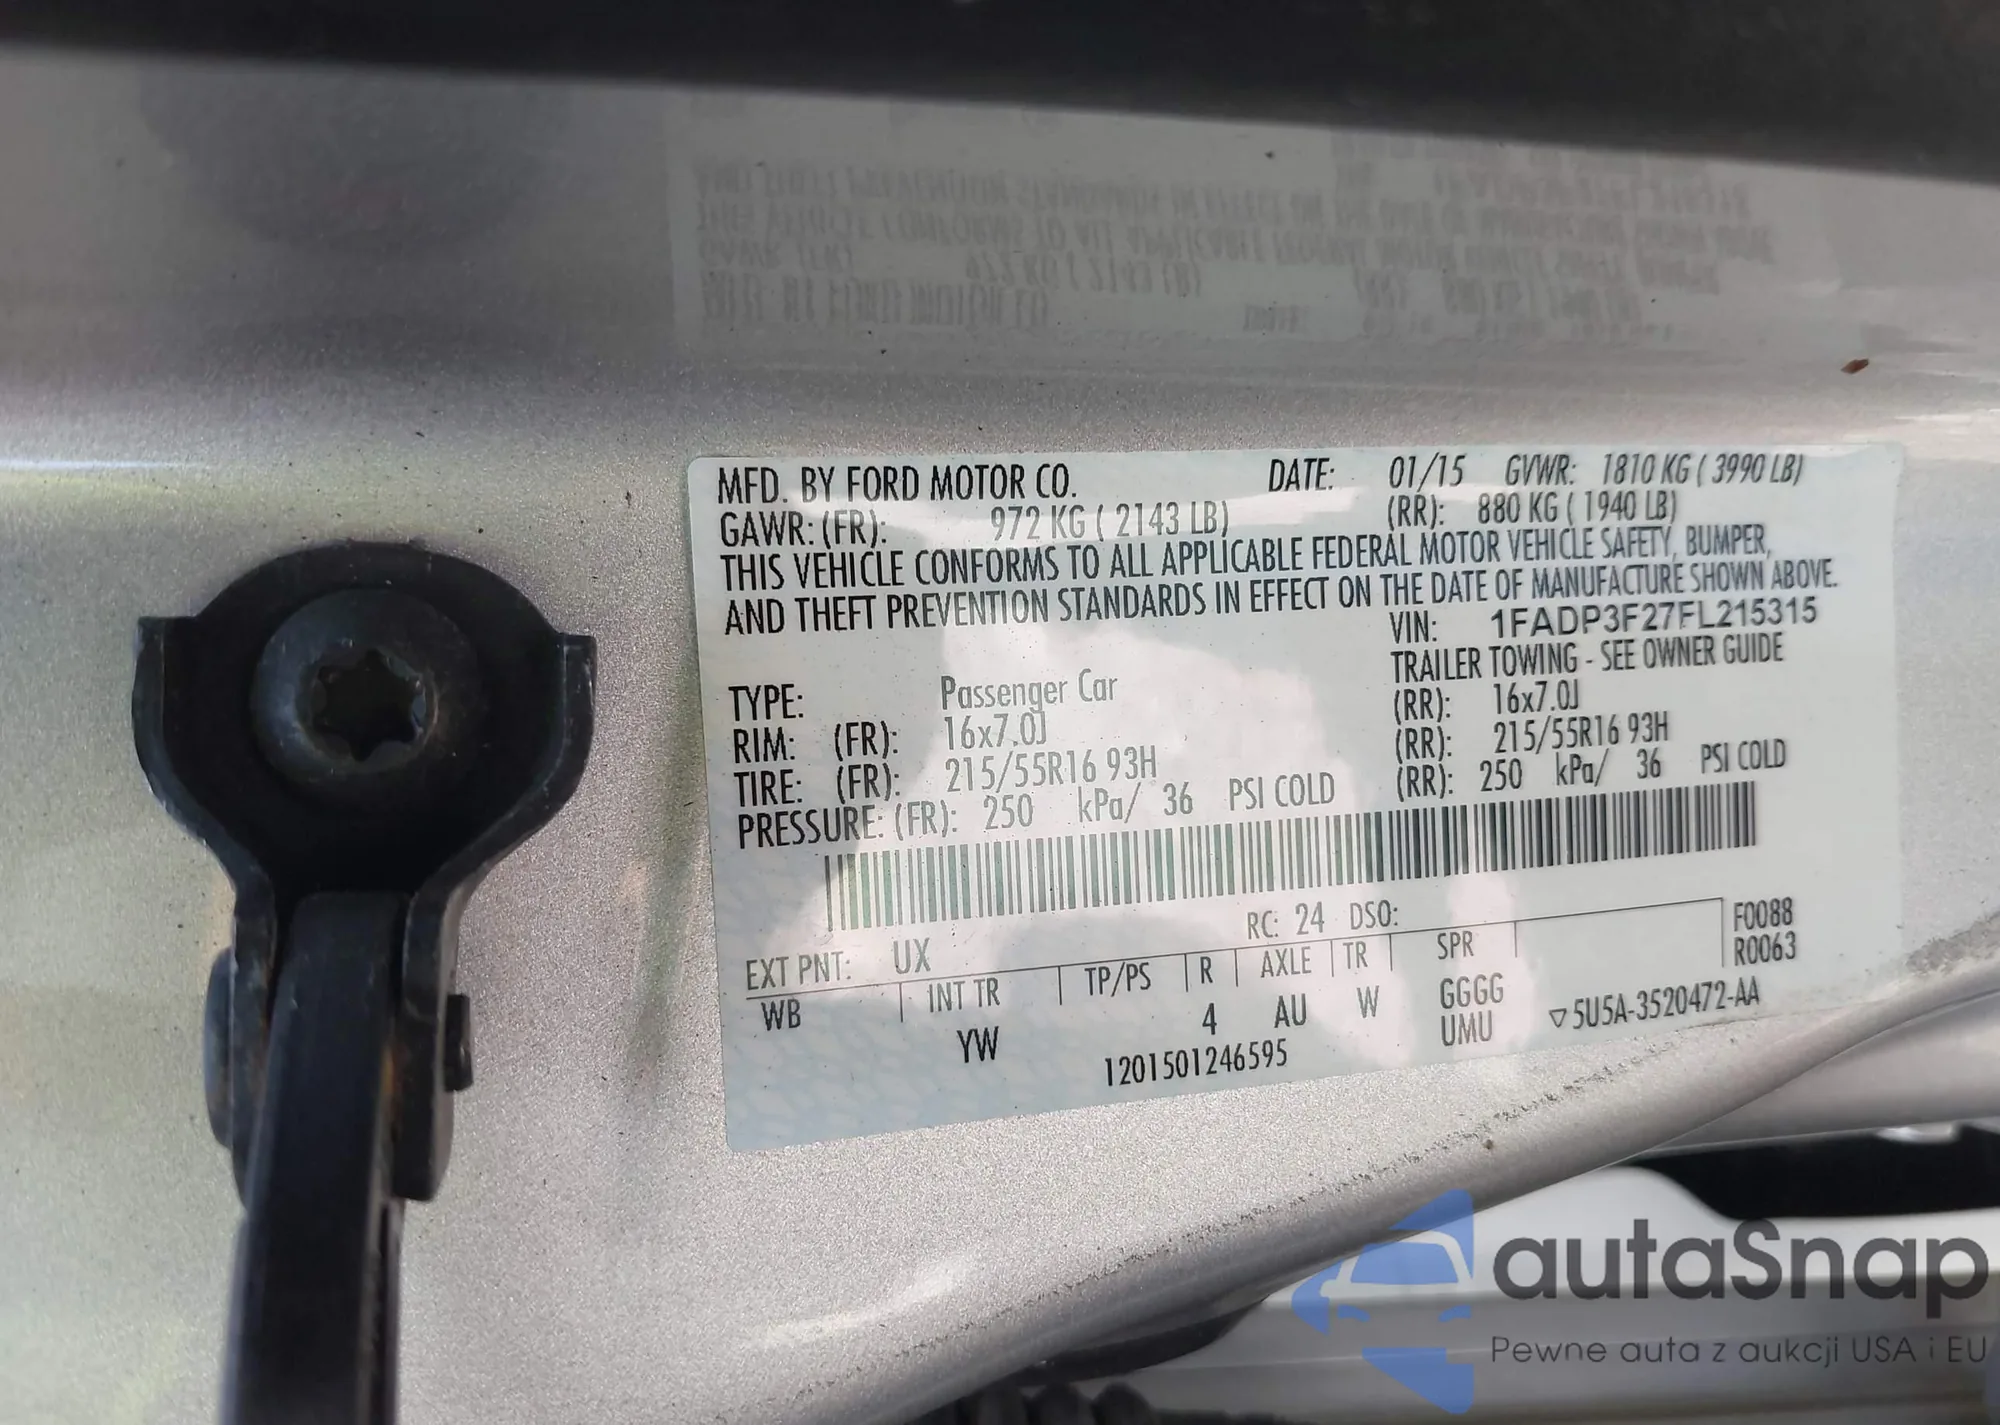 MFD. BY FORD MOTOR CO. DATE: 01/15 GVWR: 1810 KG ( 3990 LB)
GAWR: (FR): 972 KG ( 2143 LB) (RR): 880 KG ( 1940 LB)
THIS VEHICLE CONFORMS TO ALL APPLICABLE FEDERAL MOTOR VEHICLE SAFETY, BUMPER,
AND THEFT PREVENTION STANDARDS IN EFFECT ON THE DATE OF MANUFACTURE SHOWN ABOVE.
VIN: 1FADP3F27FL215315
TRAILER TOWING - SEE OWNER GUIDE
TYPE: Passenger Car
RIM: (FR): 16x7.0J (RR): 16x7.0J
TIRE: (FR): 215/55R16 93H (RR): 215/55R16 93H
PRESSURE: (FR): 250 kPa/ 36 PSI COLD (RR): 250 kPa/ 36 PSI COLD
RC: 24 DSO: F0088
EXT PNT: UX R0063
WB INT TR TP/PS R AXLE TR SPR
YW 4 AU W GGGG
UMU ▽5U5A-3520472-AA
1201501246595
autaSnap
Pewne auta z aukcji USA i EU